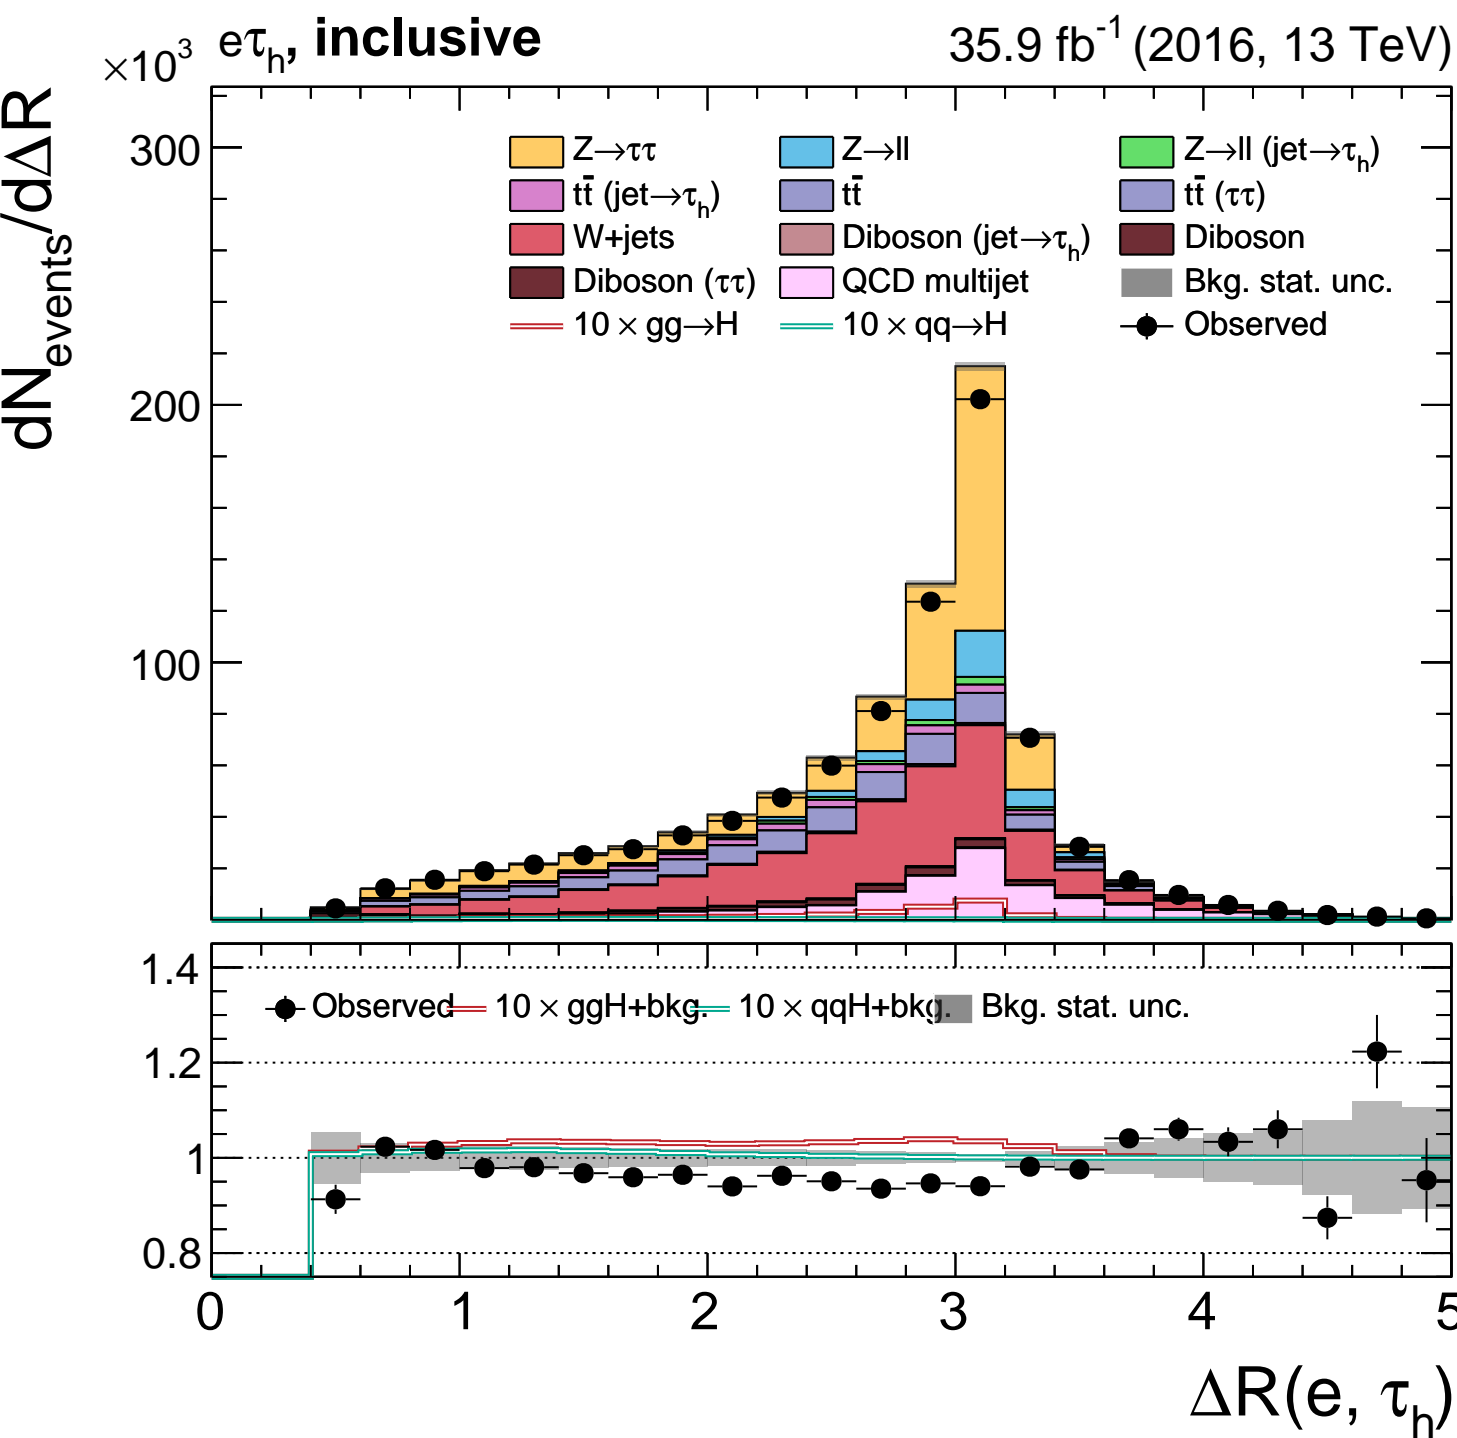 ×10³ eτₕ, inclusive 35.9 fb⁻¹ (2016, 13 TeV)
dN_events/dΔR
300
200
100
Z→ττ Z→ll Z→ll (jet→τₕ)
tt̄ (jet→τₕ) tt̄ tt̄ (ττ)
W+jets Diboson (jet→τₕ) Diboson
Diboson (ττ) QCD multijet Bkg. stat. unc.
10 × gg→H 10 × qq→H Observed
1.4
1.2
1
0.8
Observed 10 × ggH+bkg. 10 × qqH+bkg. Bkg. stat. unc.
0 1 2 3 4 5
ΔR(e, τₕ)